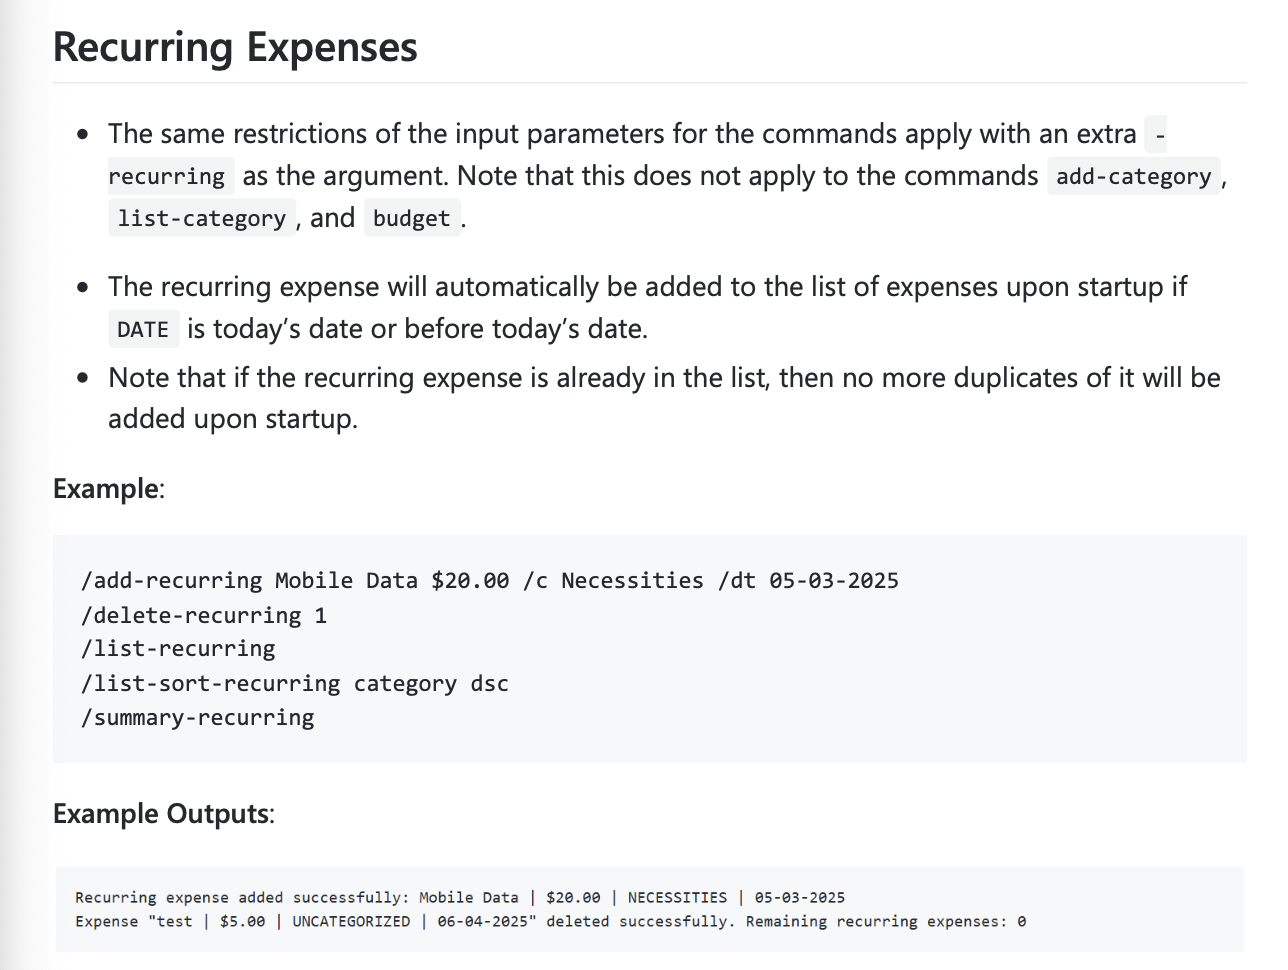 Recurring Expenses
The same restrictions of the input parameters for the commands apply with an extra -
recurring as the argument. Note that this does not apply to the commands add-category,
list-category, and budget.
The recurring expense will automatically be added to the list of expenses upon startup if
DATE is today’s date or before today’s date.
Note that if the recurring expense is already in the list, then no more duplicates of it will be
added upon startup.
Example:
/add-recurring Mobile Data $20.00 /c Necessities /dt 05-03-2025
/delete-recurring 1
/list-recurring
/list-sort-recurring category dsc
/summary-recurring
Example Outputs:
Recurring expense added successfully: Mobile Data | $20.00 | NECESSITIES | 05-03-2025
Expense "test | $5.00 | UNCATEGORIZED | 06-04-2025" deleted successfully. Remaining recurring expenses: 0